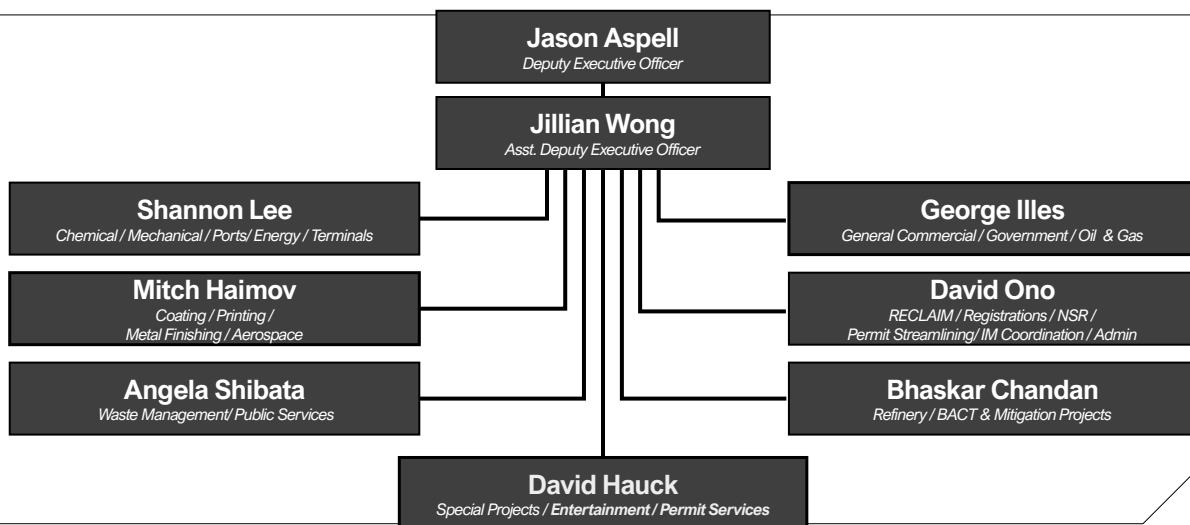 Jason Aspell
Deputy Executive Officer
Jillian Wong
Asst. Deputy Executive Officer
Shannon Lee
Chemical / Mechanical / Ports/ Energy / Terminals
George Illes
General Commercial / Government / Oil & Gas
Mitch Haimov
Coating / Printing /
Metal Finishing / Aerospace
David Ono
RECLAIM / Registrations / NSR /
Permit Streamlining/ IM Coordination / Admin
Angela Shibata
Waste Management/ Public Services
Bhaskar Chandan
Refinery / BACT & Mitigation Projects
David Hauck
Special Projects / Entertainment / Permit Services